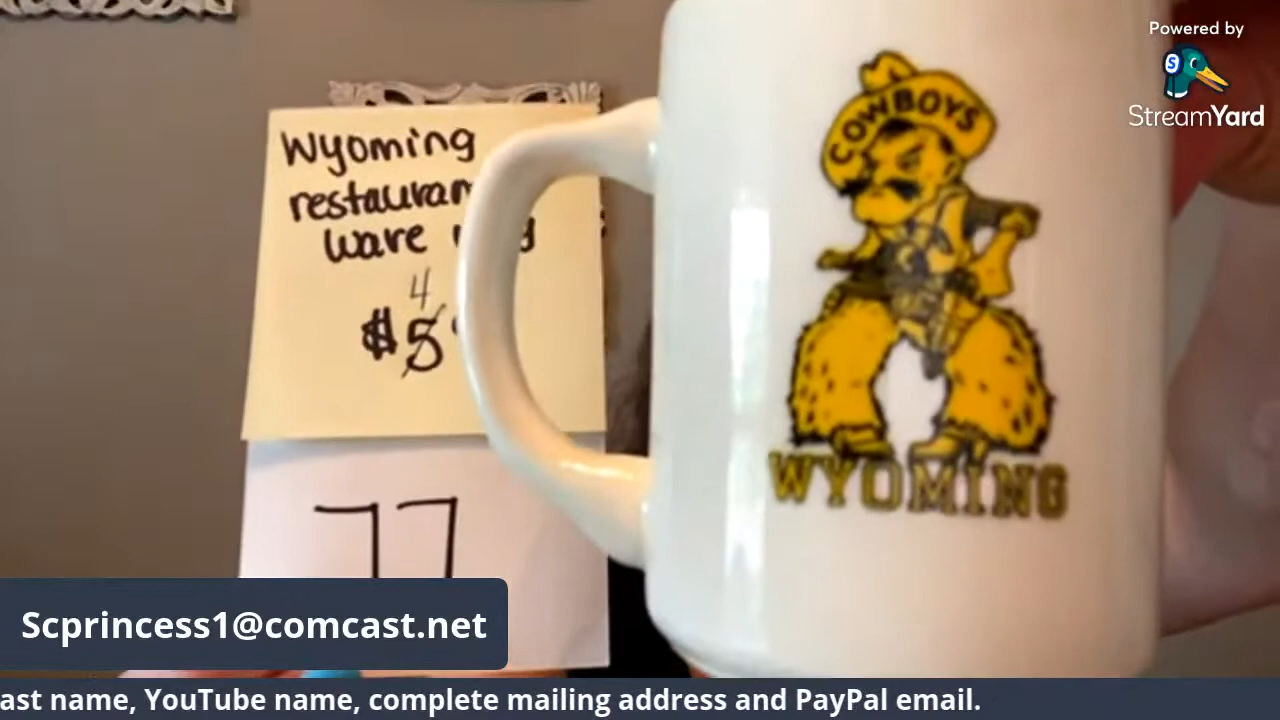 Powered by
StreamYard
Wyoming
ware
4
$5
COWBOYS
WYOMING
77
Scprincess1@comcast.net
ast name, YouTube name, complete mailing address and PayPal email.